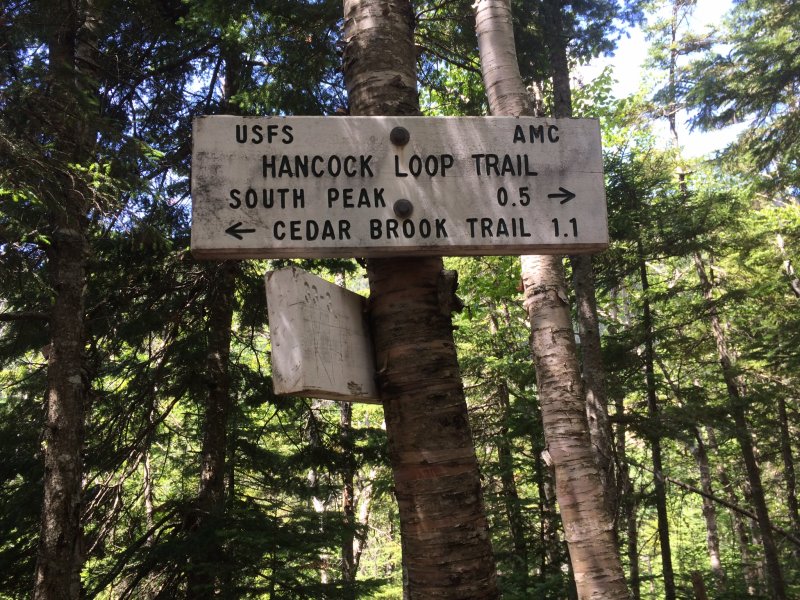 USFS AMC
HANCOCK LOOP TRAIL
SOUTH PEAK 0.5 →
← CEDAR BROOK TRAIL 1.1